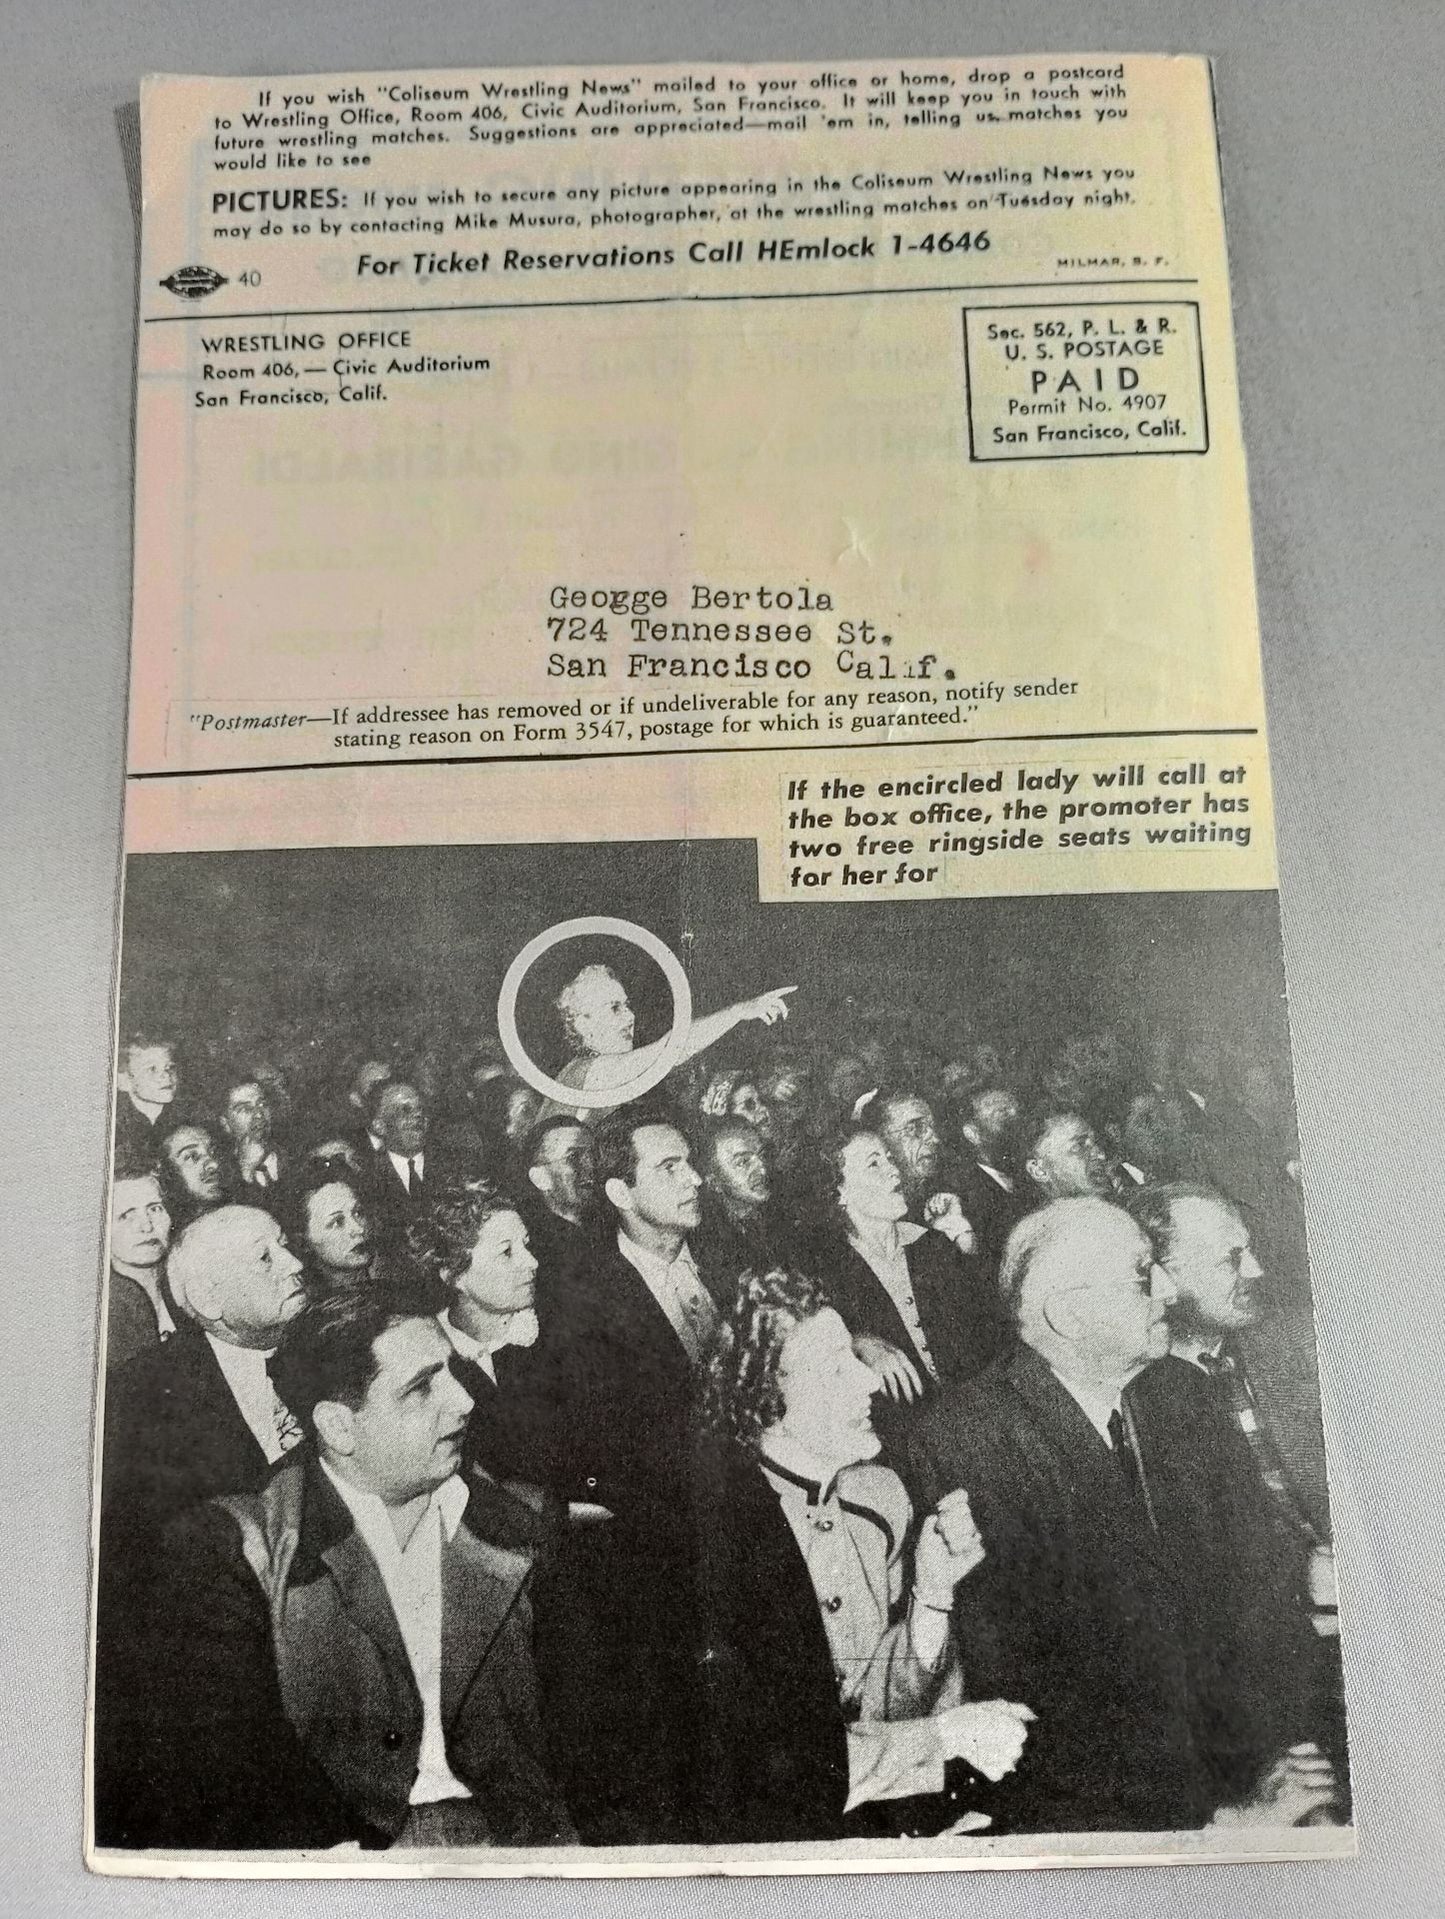 If you wish "Coliseum Wrestling News" mailed to your office or home, drop a postcard
to Wrestling Office, Room 406, Civic Auditorium, San Francisco. It will keep you in touch with
future wrestling matches. Suggestions are appreciated—mail 'em in, telling us matches you
would like to see
PICTURES: If you wish to secure any picture appearing in the Coliseum Wrestling News you
may do so by contacting Mike Musura, photographer, at the wrestling matches on Tuesday night.
For Ticket Reservations Call HEmlock 1-4646
40
MILMAR, S. F.
WRESTLING OFFICE
Room 406, — Civic Auditorium
San Francisco, Calif.
Sec. 562, P. L. & R.
U. S. POSTAGE
PAID
Permit No. 4907
San Francisco, Calif.
Geogge Bertola
724 Tennessee St.
San Francisco Calif.
"Postmaster—If addressee has removed or if undeliverable for any reason, notify sender
stating reason on Form 3547, postage for which is guaranteed."
If the encircled lady will call at
the box office, the promoter has
two free ringside seats waiting
for her for